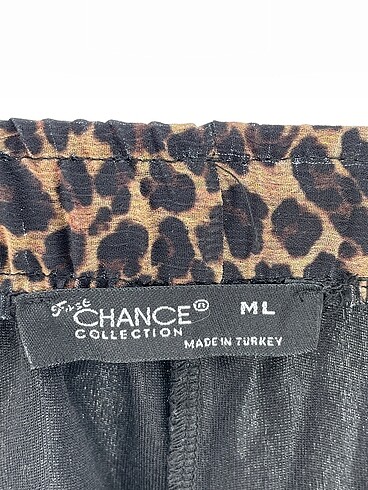 First
CHANCE® ML
COLLECTION
MADE IN TURKEY